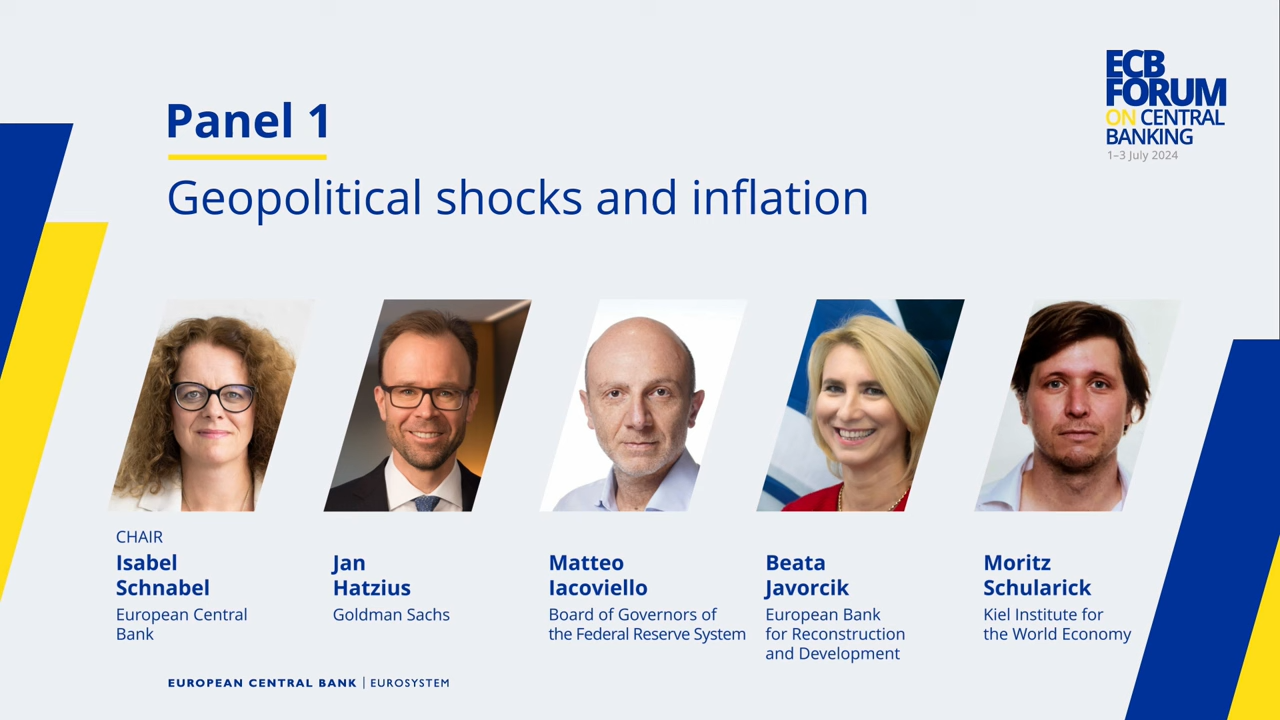 ECB
FORUM
ON CENTRAL
BANKING
1–3 July 2024
Panel 1
Geopolitical shocks and inflation
CHAIR
Isabel
Schnabel
European Central
Bank
Jan
Hatzius
Goldman Sachs
Matteo
Iacoviello
Board of Governors of
the Federal Reserve System
Beata
Javorcik
European Bank
for Reconstruction
and Development
Moritz
Schularick
Kiel Institute for
the World Economy
EUROPEAN CENTRAL BANK | EUROSYSTEM